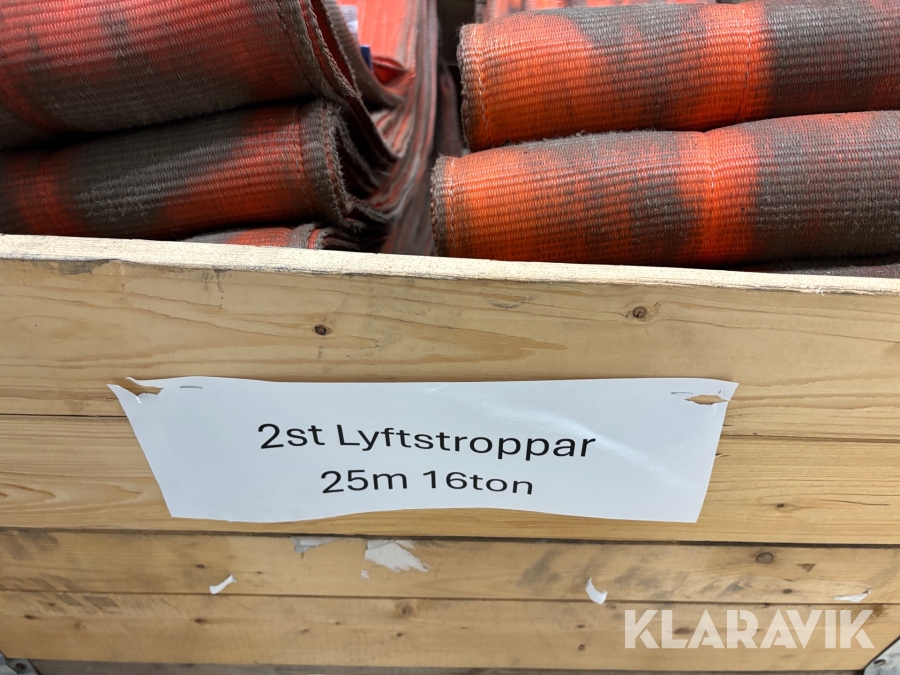 2st Lyftstroppar
25m 16ton
KLARAVIK